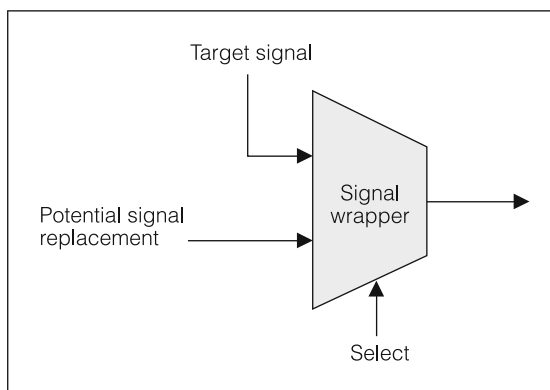 Target signal
Potential signal
replacement
Signal
wrapper
Select